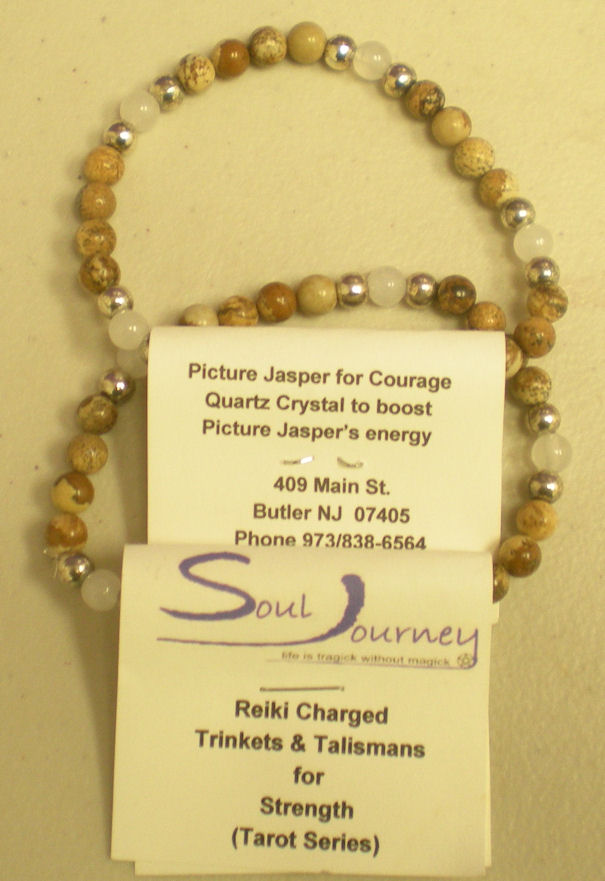 Picture Jasper for Courage
Quartz Crystal to boost
Picture Jasper's energy
409 Main St.
Butler NJ 07405
Phone 973/838-6564
Soul Journey
life is tragick without magick
Reiki Charged
Trinkets & Talismans
for
Strength
(Tarot Series)